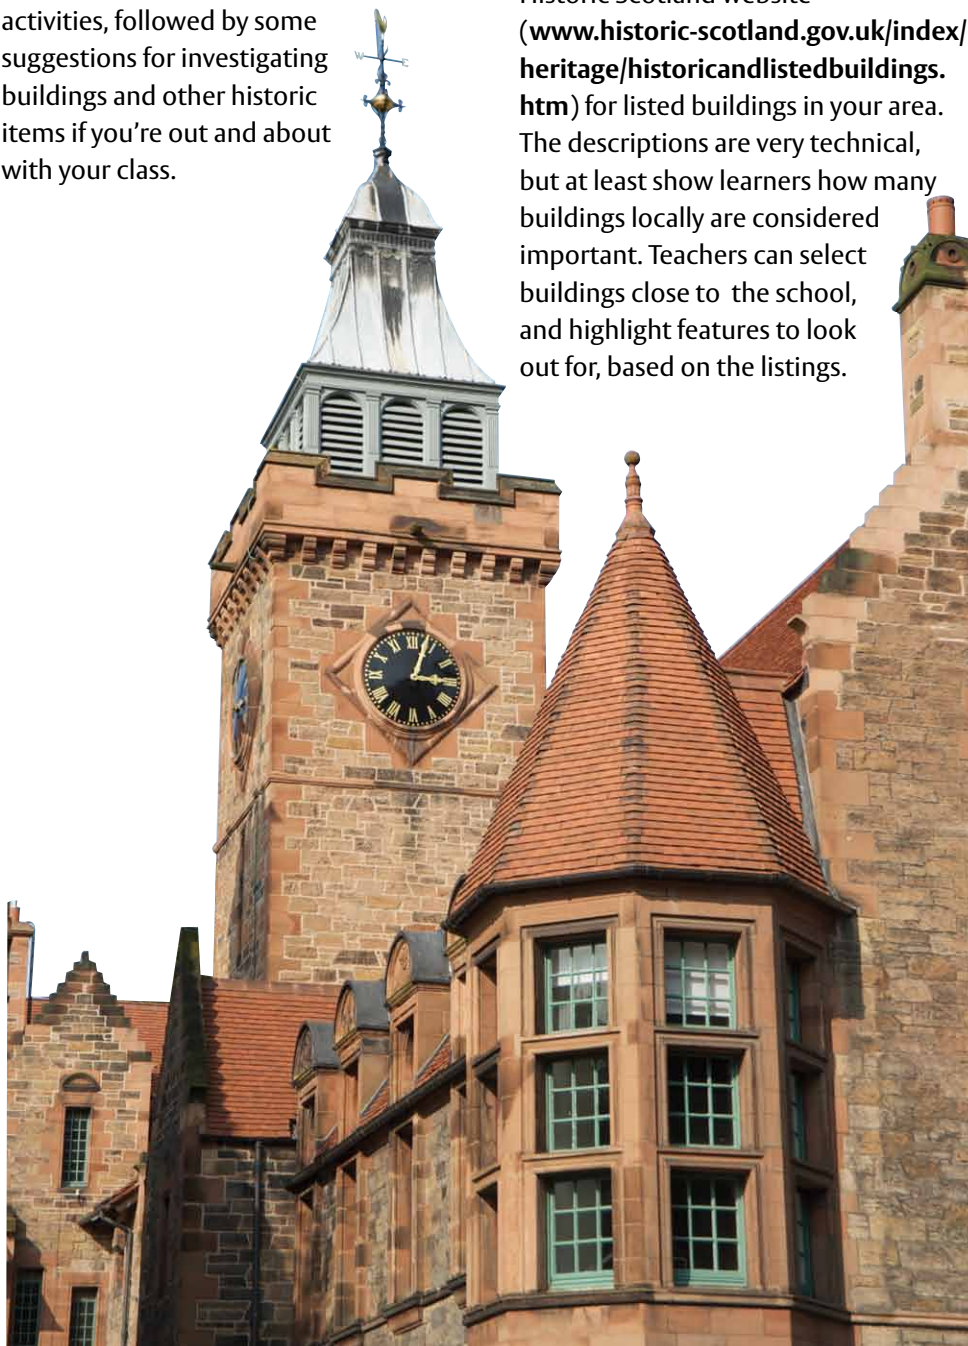 activities, followed by some
suggestions for investigating
buildings and other historic
items if you're out and about
with your class.
Historic Scotland website
(www.historic-scotland.gov.uk/index/
heritage/historicandlistedbuildings.
htm) for listed buildings in your area.
The descriptions are very technical,
but at least show learners how many
buildings locally are considered
important. Teachers can select
buildings close to the school,
and highlight features to look
out for, based on the listings.